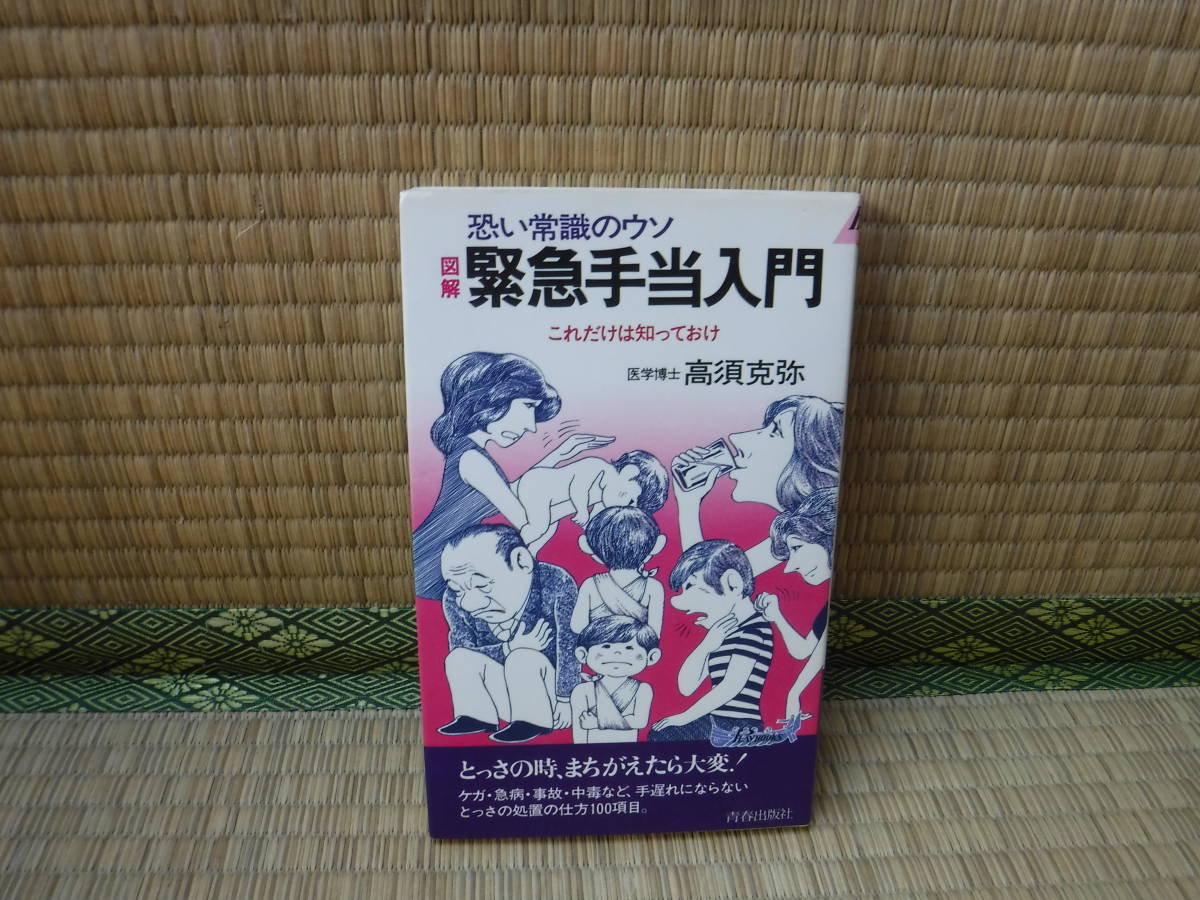 恐い常識のウソ
図解
緊急手当入門
これだけは知っておけ
医学博士 高須克弥
PLAYBOOKS
とっさの時、まちがえたら大変!
ケガ・急病・事故・中毒など、手遅れにならない
とっさの処置の仕方100項目。
青春出版社